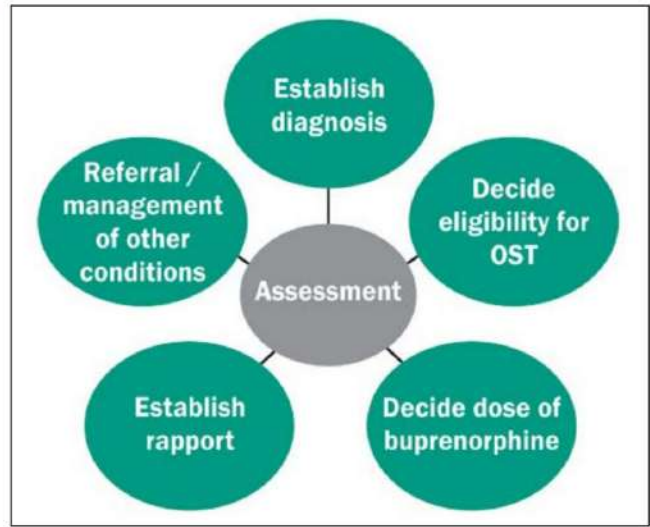 Establish
diagnosis
Referral /
management
of other
conditions
Decide
eligibility for
OST
Assessment
Establish
rapport
Decide dose of
buprenorphine